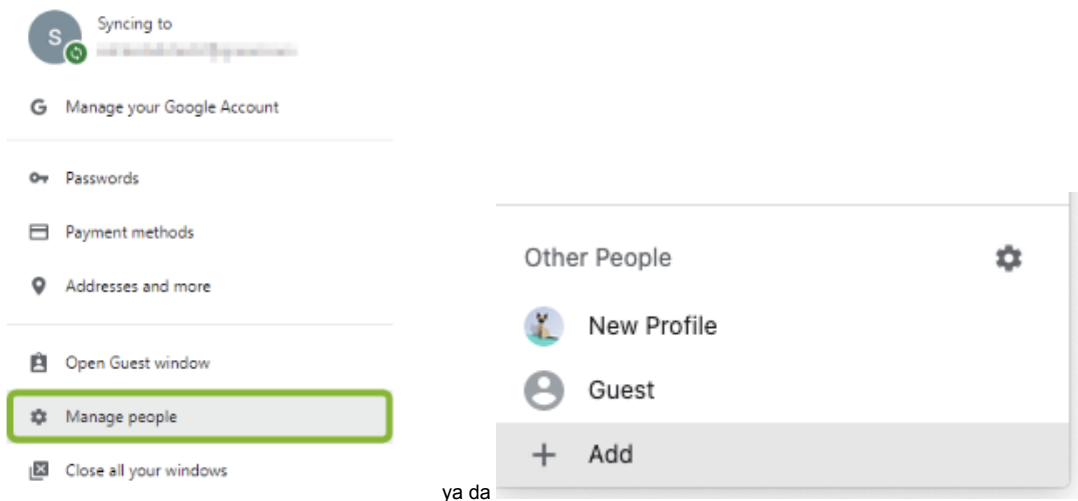 S
Syncing to
G Manage your Google Account
Passwords
Payment methods
Addresses and more
Open Guest window
Manage people
Close all your windows
ya da
Other People
New Profile
Guest
+ Add